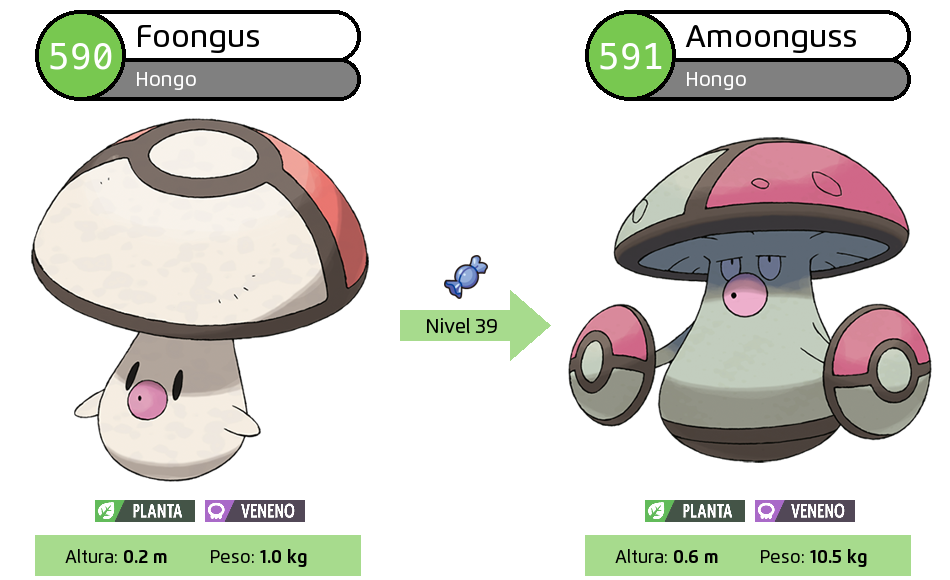 590 Foongus
Hongo
591 Amoonguss
Hongo
Nivel 39
PLANTA VENENO
Altura: 0.2 m Peso: 1.0 kg
PLANTA VENENO
Altura: 0.6 m Peso: 10.5 kg